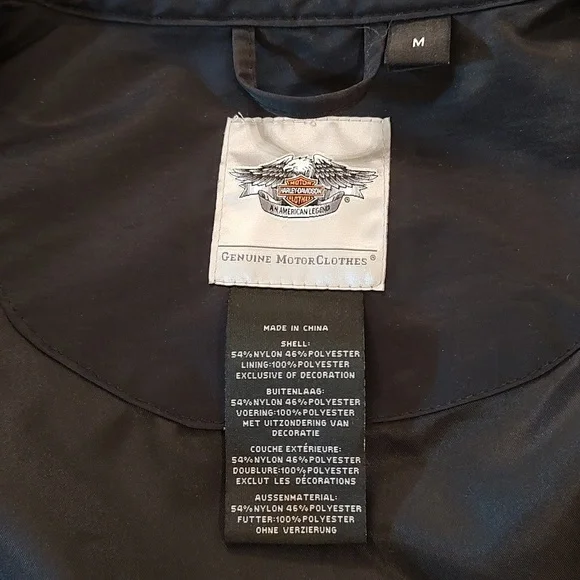 M
MOTOR
HARLEY-DAVIDSON
CLOTHES
AN AMERICAN LEGEND
®
GENUINE MOTORCLOTHES®
MADE IN CHINA
SHELL:
54%NYLON 46%POLYESTER
LINING:100%POLYESTER
EXCLUSIVE OF DECORATION
BUITENLAAG:
54%NYLON 46%POLYESTER
VOERING:100%POLYESTER
MET UITZONDERING VAN
DECORATIE
COUCHE EXTÉRIEURE:
54%NYLON 46%POLYESTER
DOUBLURE:100%POLYESTER
EXCLUT LES DÉCORATIONS
AUSSENMATERIAL:
54%NYLON 46%POLYESTER
FUTTER:100%POLYESTER
OHNE VERZIERUNG